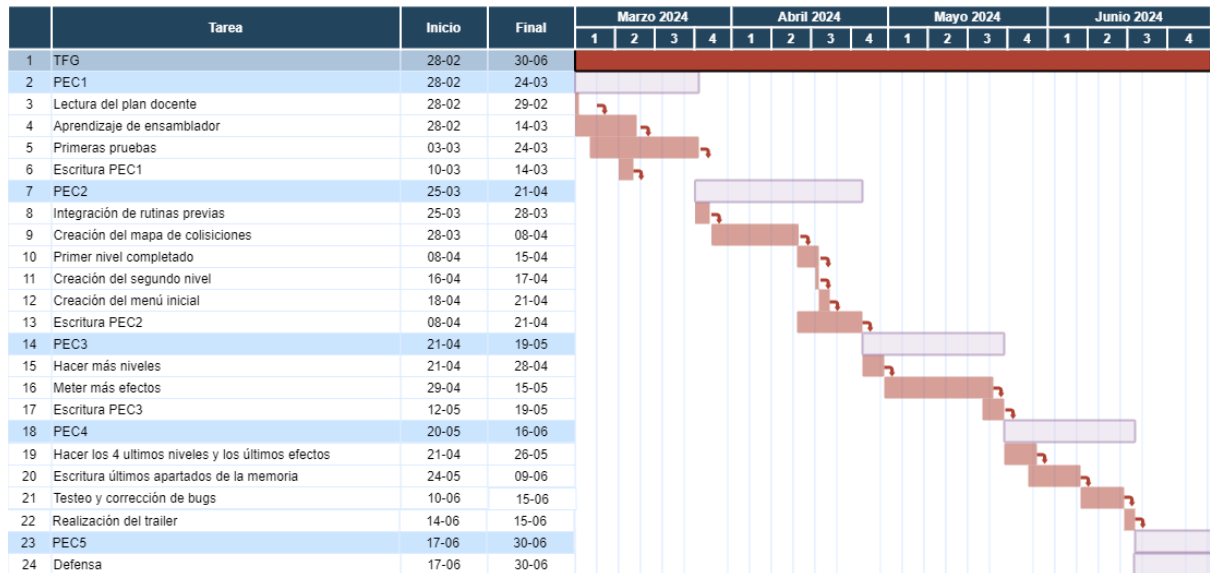 Tarea Inicio Final Marzo 2024 Abril 2024 Mayo 2024 Junio 2024
1 2 3 4 1 2 3 4 1 2 3 4 1 2 3 4
1 TFG 28-02 30-06
2 PEC1 28-02 24-03
3 Lectura del plan docente 28-02 29-02
4 Aprendizaje de ensamblador 28-02 14-03
5 Primeras pruebas 03-03 24-03
6 Escritura PEC1 10-03 14-03
7 PEC2 25-03 21-04
8 Integración de rutinas previas 25-03 28-03
9 Creación del mapa de colisiciones 28-03 08-04
10 Primer nivel completado 08-04 15-04
11 Creación del segundo nivel 16-04 17-04
12 Creación del menú inicial 18-04 21-04
13 Escritura PEC2 08-04 21-04
14 PEC3 21-04 19-05
15 Hacer más niveles 21-04 28-04
16 Meter más efectos 29-04 15-05
17 Escritura PEC3 12-05 19-05
18 PEC4 20-05 16-06
19 Hacer los 4 ultimos niveles y los últimos efectos 21-04 26-05
20 Escritura últimos apartados de la memoria 24-05 09-06
21 Testeo y corrección de bugs 10-06 15-06
22 Realización del trailer 14-06 15-06
23 PEC5 17-06 30-06
24 Defensa 17-06 30-06